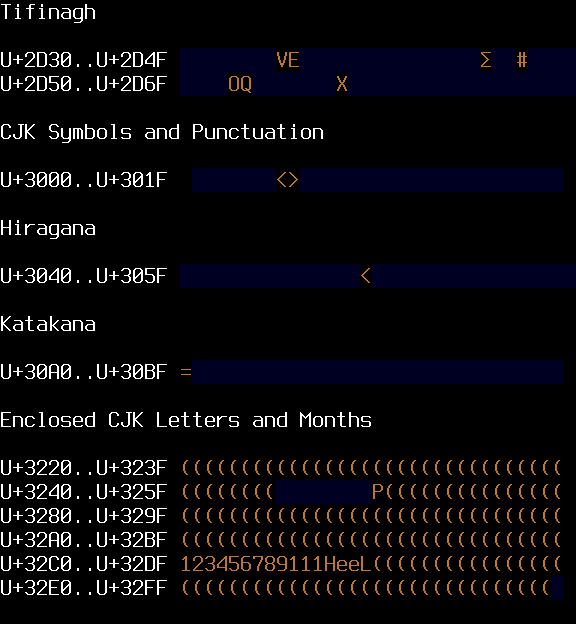 Tifinagh
U+2D30..U+2D4F         VE               Σ  #
U+2D50..U+2D6F     OQ       X
CJK Symbols and Punctuation
U+3000..U+301F         <>
Hiragana
U+3040..U+305F                <
Katakana
U+30A0..U+30BF =
Enclosed CJK Letters and Months
U+3220..U+323F ((((((((((((((((((((((((((((((((
U+3240..U+325F ((((((((        P(((((((((((((((
U+3280..U+329F ((((((((((((((((((((((((((((((((
U+32A0..U+32BF ((((((((((((((((((((((((((((((((
U+32C0..U+32DF 123456789111HeeL((((((((((((((((
U+32E0..U+32FF (((((((((((((((((((((((((((((((